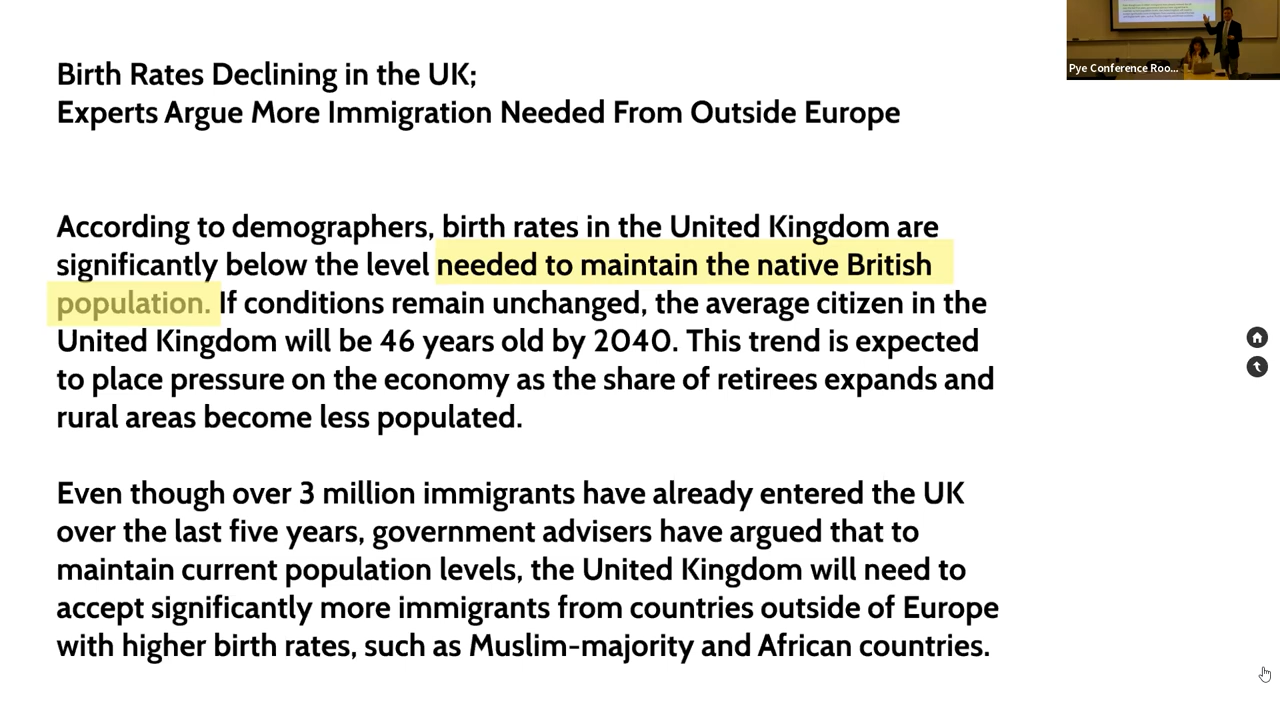 Birth Rates Declining in the UK;
Experts Argue More Immigration Needed From Outside Europe
According to demographers, birth rates in the United Kingdom are
significantly below the level needed to maintain the native British
population. If conditions remain unchanged, the average citizen in the
United Kingdom will be 46 years old by 2040. This trend is expected
to place pressure on the economy as the share of retirees expands and
rural areas become less populated.
Even though over 3 million immigrants have already entered the UK
over the last five years, government advisers have argued that to
maintain current population levels, the United Kingdom will need to
accept significantly more immigrants from countries outside of Europe
with higher birth rates, such as Muslim-majority and African countries.
Pye Conference Roo...